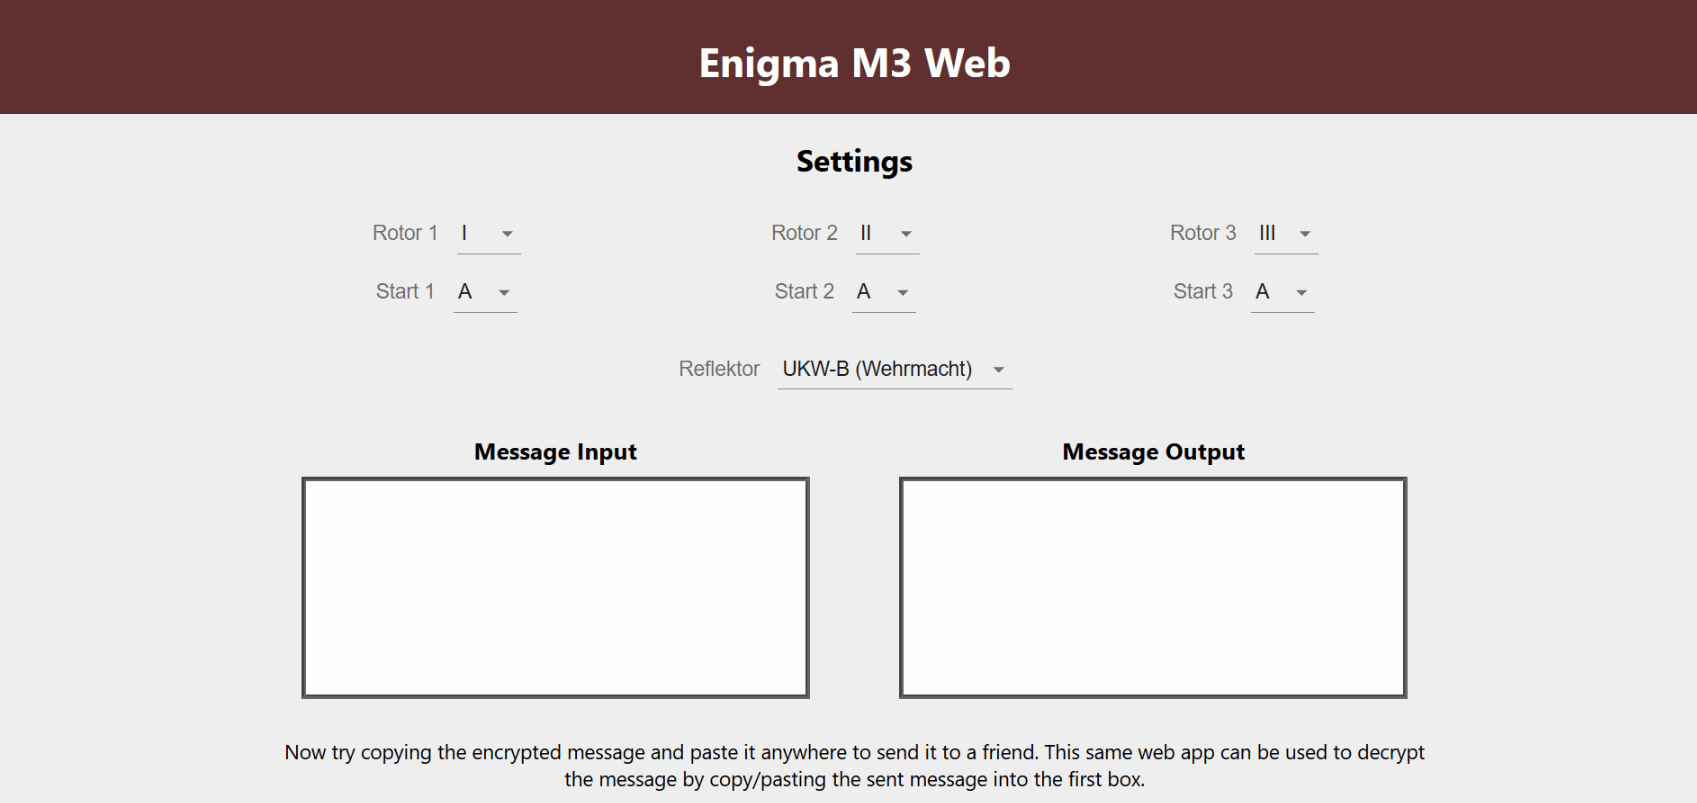 Enigma M3 Web
Settings
Rotor 1 I Rotor 2 II Rotor 3 III
Start 1 A Start 2 A Start 3 A
Reflektor UKW-B (Wehrmacht)
Message Input Message Output
Now try copying the encrypted message and paste it anywhere to send it to a friend. This same web app can be used to decrypt
the message by copy/pasting the sent message into the first box.